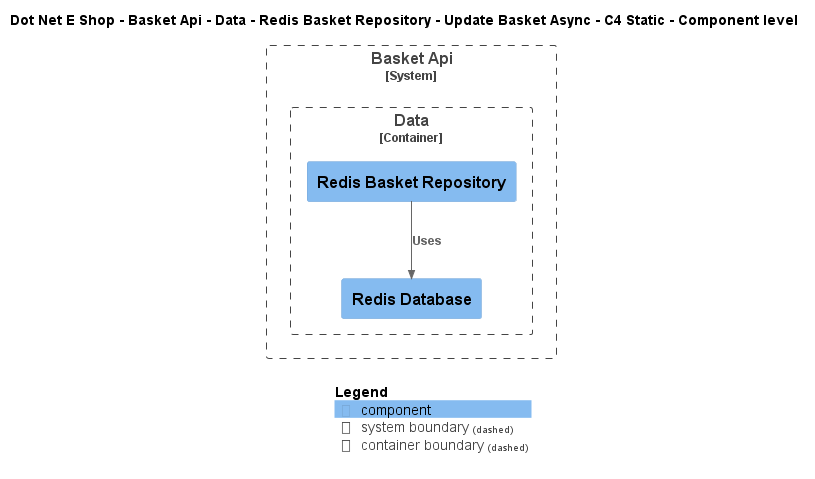 Dot Net E Shop - Basket Api - Data - Redis Basket Repository - Update Basket Async - C4 Static - Component level
Basket Api
[System]
Data
[Container]
Redis Basket Repository
Uses
Redis Database
Legend
component
system boundary (dashed)
container boundary (dashed)